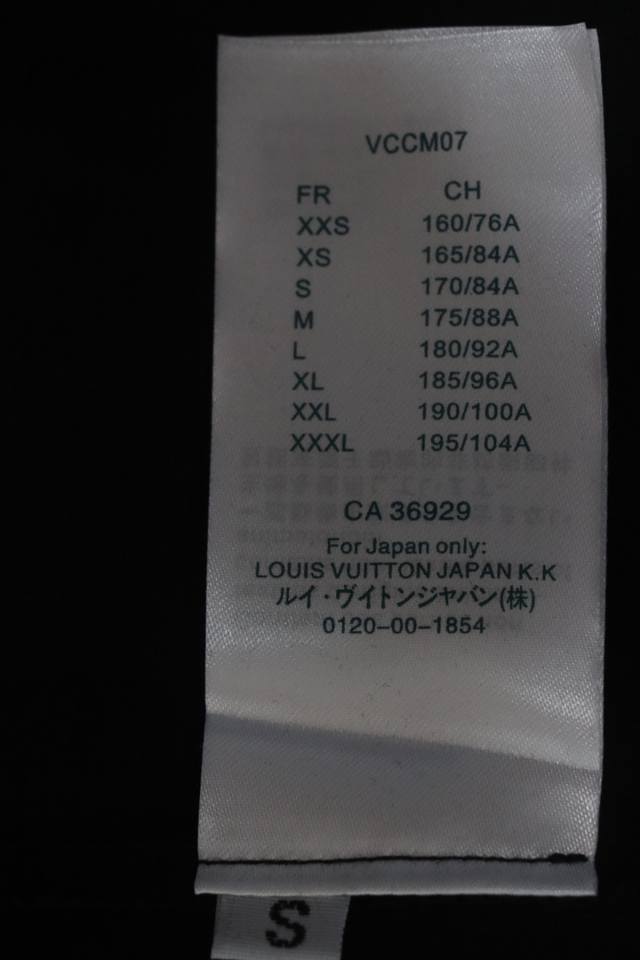 VCCM07
FR CH
XXS 160/76A
XS 165/84A
S 170/84A
M 175/88A
L 180/92A
XL 185/96A
XXL 190/100A
XXXL 195/104A
CA 36929
For Japan only:
LOUIS VUITTON JAPAN K.K
ルイ・ヴイトンジャパン(株)
0120-00-1854
S